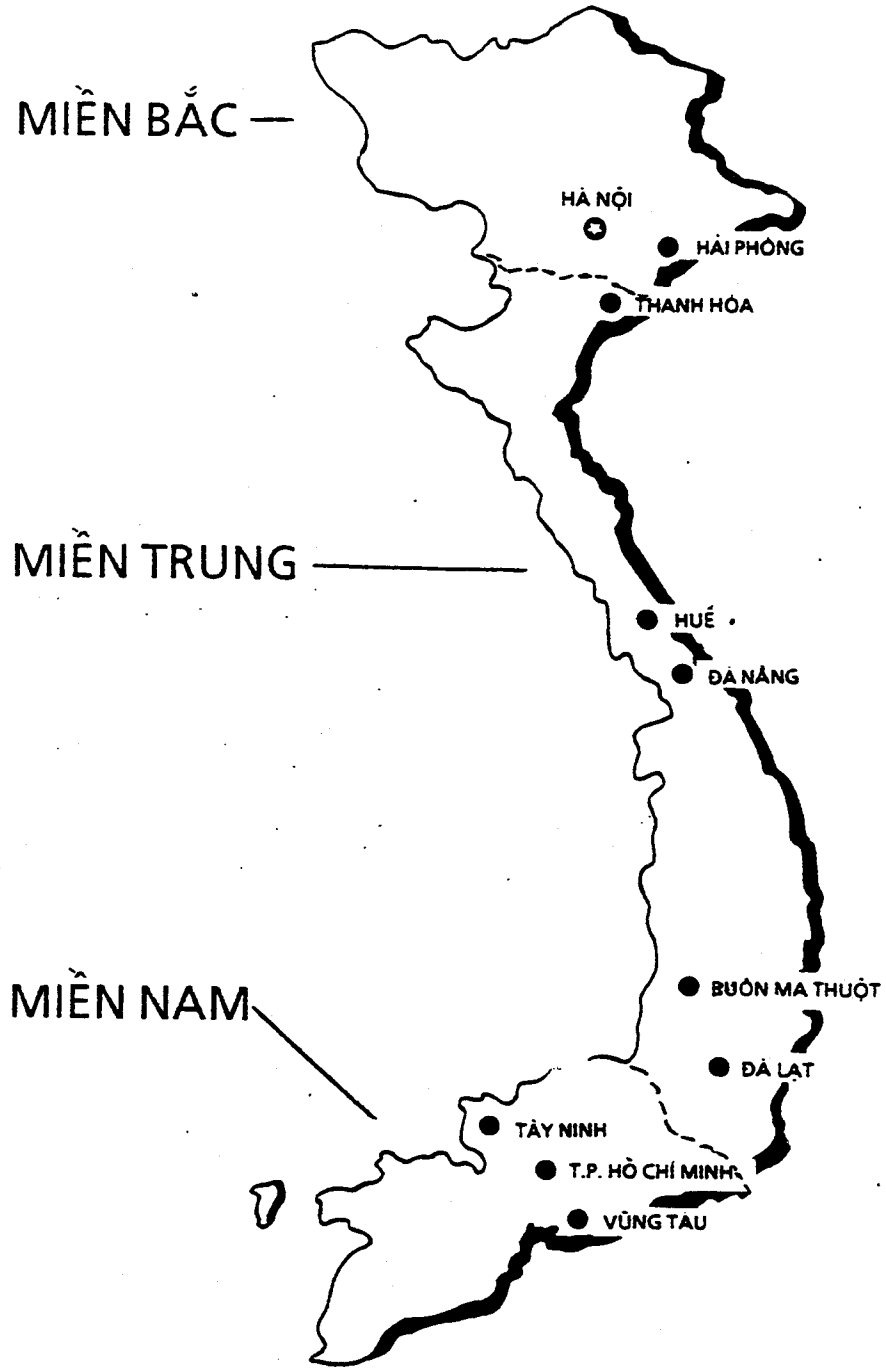 MIỀN BẮC
HÀ NỘI
HẢI PHÒNG
THANH HÓA
MIỀN TRUNG
HUẾ
ĐÀ NẴNG
MIỀN NAM
BUÔN MA THUỘT
ĐÀ LẠT
TÂY NINH
T.P. HỒ CHÍ MINH
VŨNG TÀU